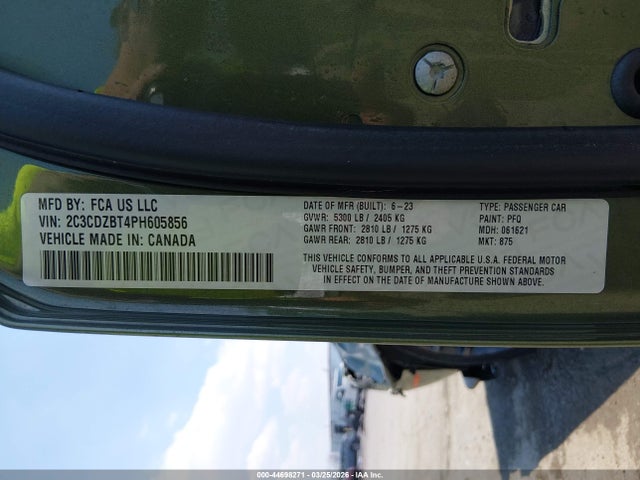 MFD BY: FCA US LLC
VIN: 2C3CDZBT4PH605856
VEHICLE MADE IN: CANADA
DATE OF MFR (BUILT): 6-23
GVWR: 5300 LB / 2405 KG
GAWR FRONT: 2810 LB / 1275 KG
GAWR REAR: 2810 LB / 1275 KG
TYPE: PASSENGER CAR
PAINT: PFQ
MDH: 061621
MKT: 875
THIS VEHICLE CONFORMS TO ALL APPLICABLE U.S.A. FEDERAL MOTOR
VEHICLE SAFETY, BUMPER, AND THEFT PREVENTION STANDARDS
IN EFFECT ON THE DATE OF MANUFACTURE SHOWN ABOVE.
000-44698271 - 03/25/2026 - COPYRIGHT IAA, LLC